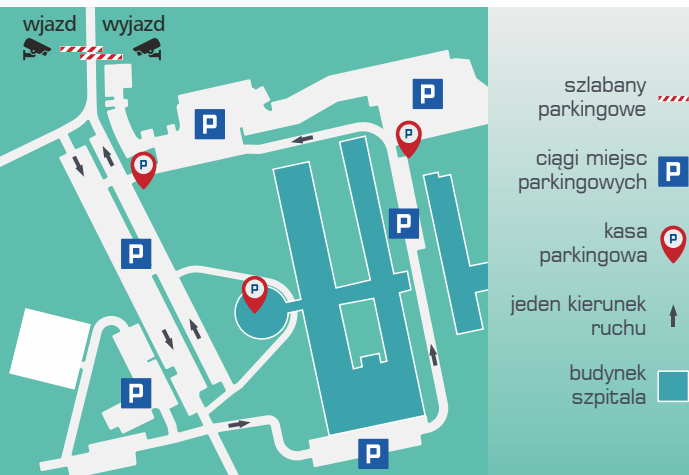 wjazd wyjazd
P
P
P
P
P
P
P
P
P
P
szlabany
parkingowe
ciągi miejsc
parkingowych
P
kasa
parkingowa
P
jeden kierunek
ruchu
budynek
szpitala